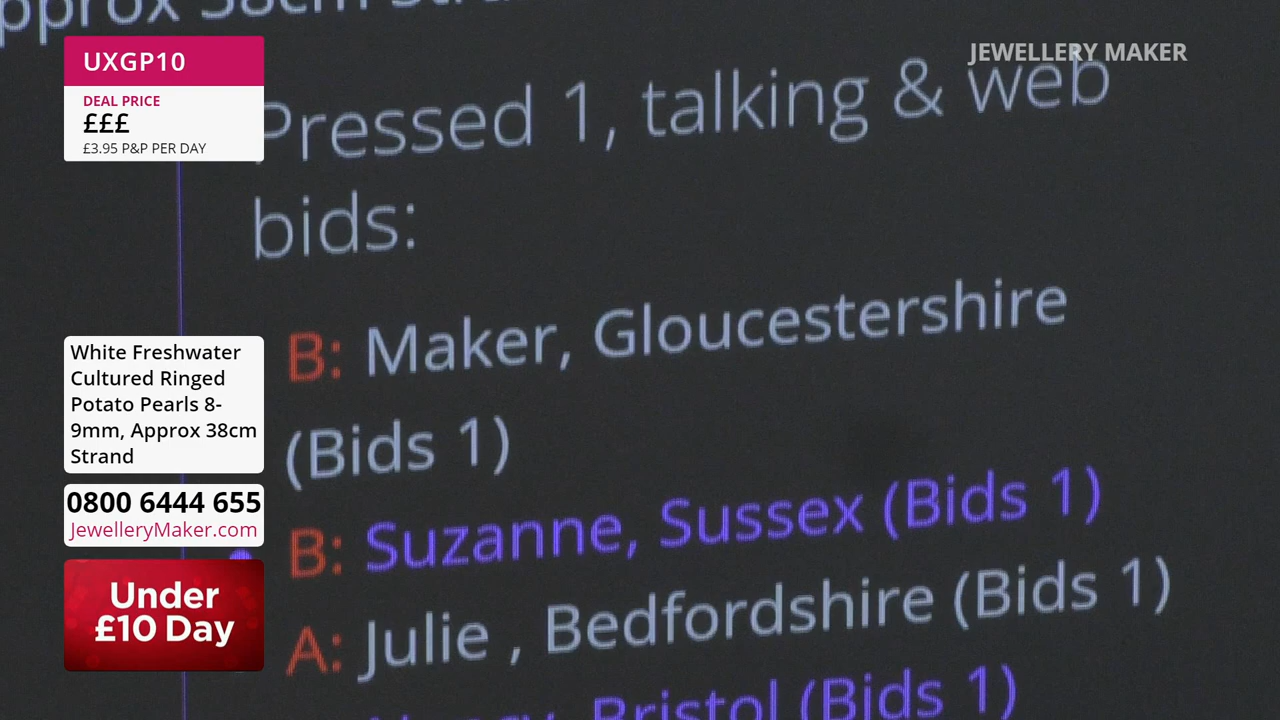 approx 38cm
UXGP10
JEWELLERY MAKER
DEAL PRICE
£££
£3.95 P&P PER DAY
Pressed 1, talking & web
bids:
B: Maker, Gloucestershire
(Bids 1)
B: Suzanne, Sussex (Bids 1)
A: Julie , Bedfordshire (Bids 1)
Bristol (Bids 1)
White Freshwater
Cultured Ringed
Potato Pearls 8-
9mm, Approx 38cm
Strand
0800 6444 655
JewelleryMaker.com
Under
£10 Day